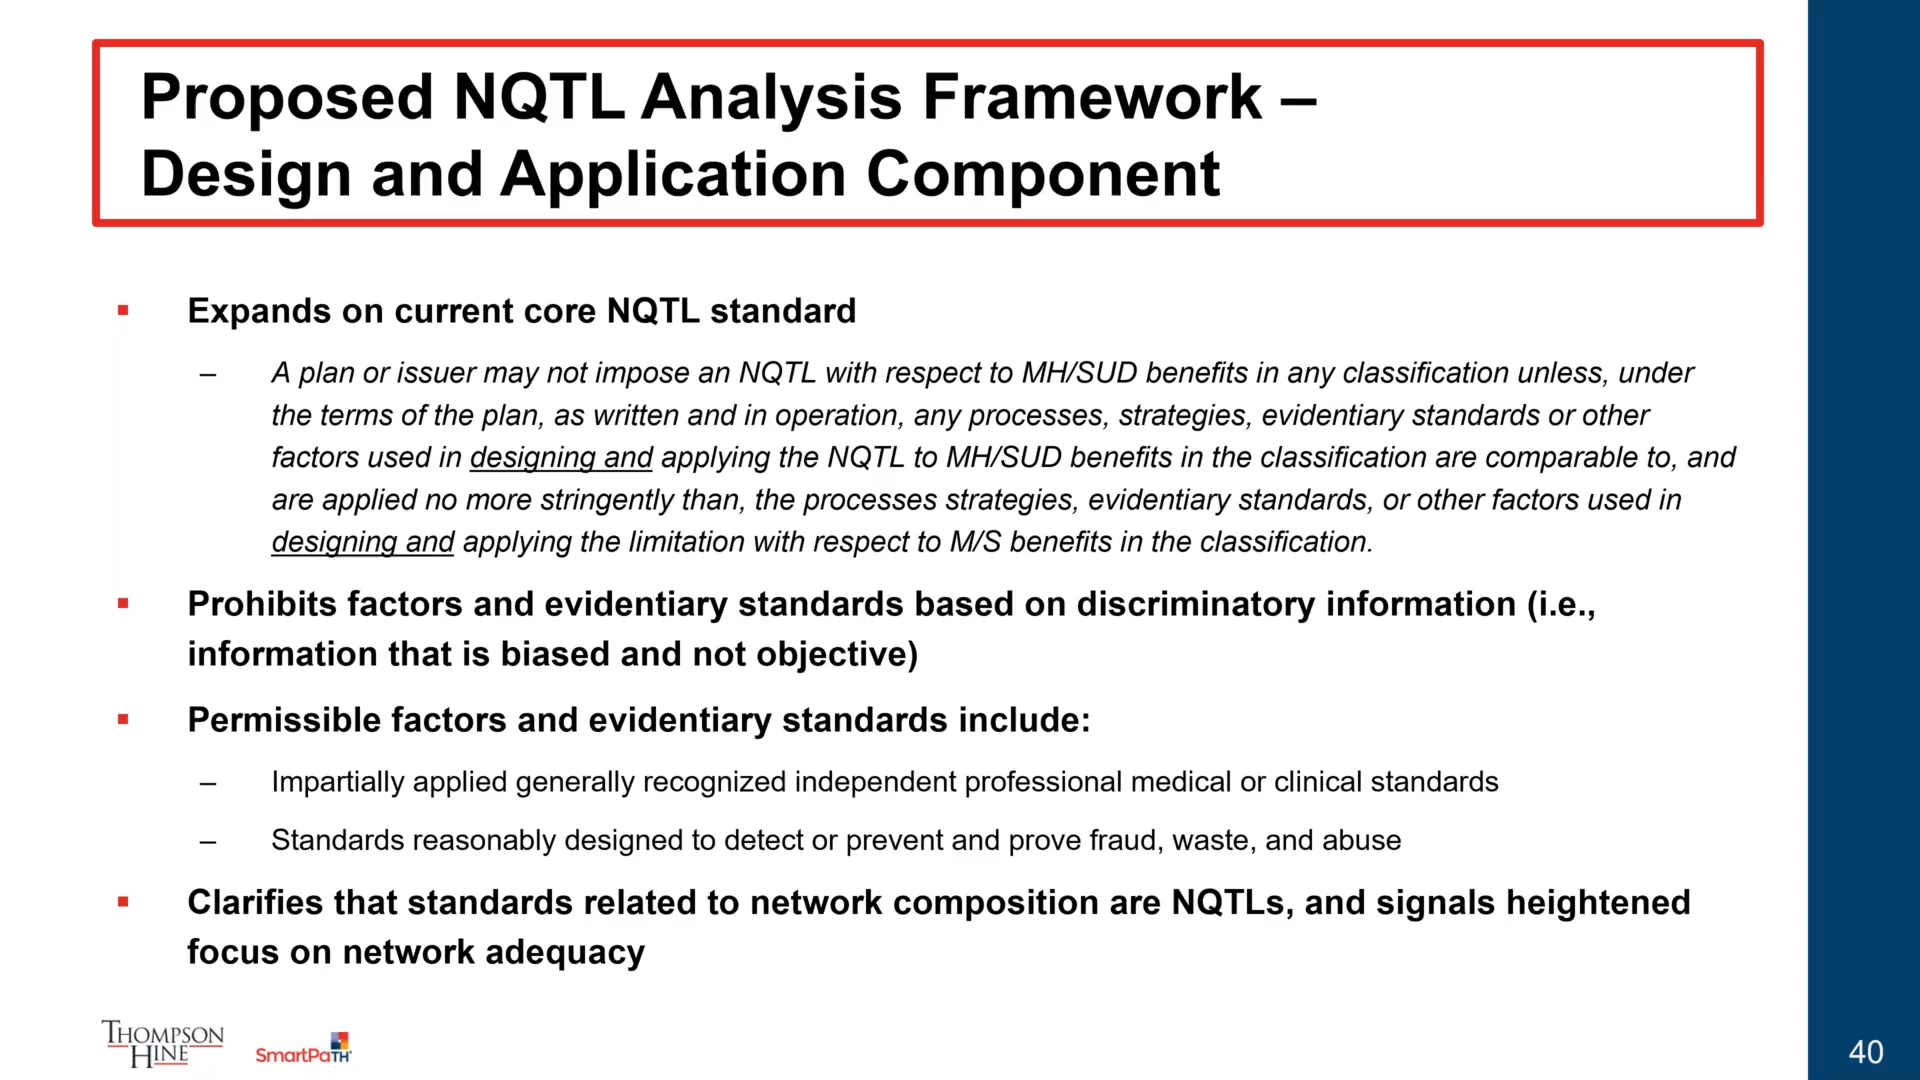 Proposed NQTL Analysis Framework –
Design and Application Component
▪ Expands on current core NQTL standard
– A plan or issuer may not impose an NQTL with respect to MH/SUD benefits in any classification unless, under
the terms of the plan, as written and in operation, any processes, strategies, evidentiary standards or other
factors used in designing and applying the NQTL to MH/SUD benefits in the classification are comparable to, and
are applied no more stringently than, the processes strategies, evidentiary standards, or other factors used in
designing and applying the limitation with respect to M/S benefits in the classification.
▪ Prohibits factors and evidentiary standards based on discriminatory information (i.e.,
information that is biased and not objective)
▪ Permissible factors and evidentiary standards include:
– Impartially applied generally recognized independent professional medical or clinical standards
– Standards reasonably designed to detect or prevent and prove fraud, waste, and abuse
▪ Clarifies that standards related to network composition are NQTLs, and signals heightened
focus on network adequacy
THOMPSON
HINE
SmartPaTH
40